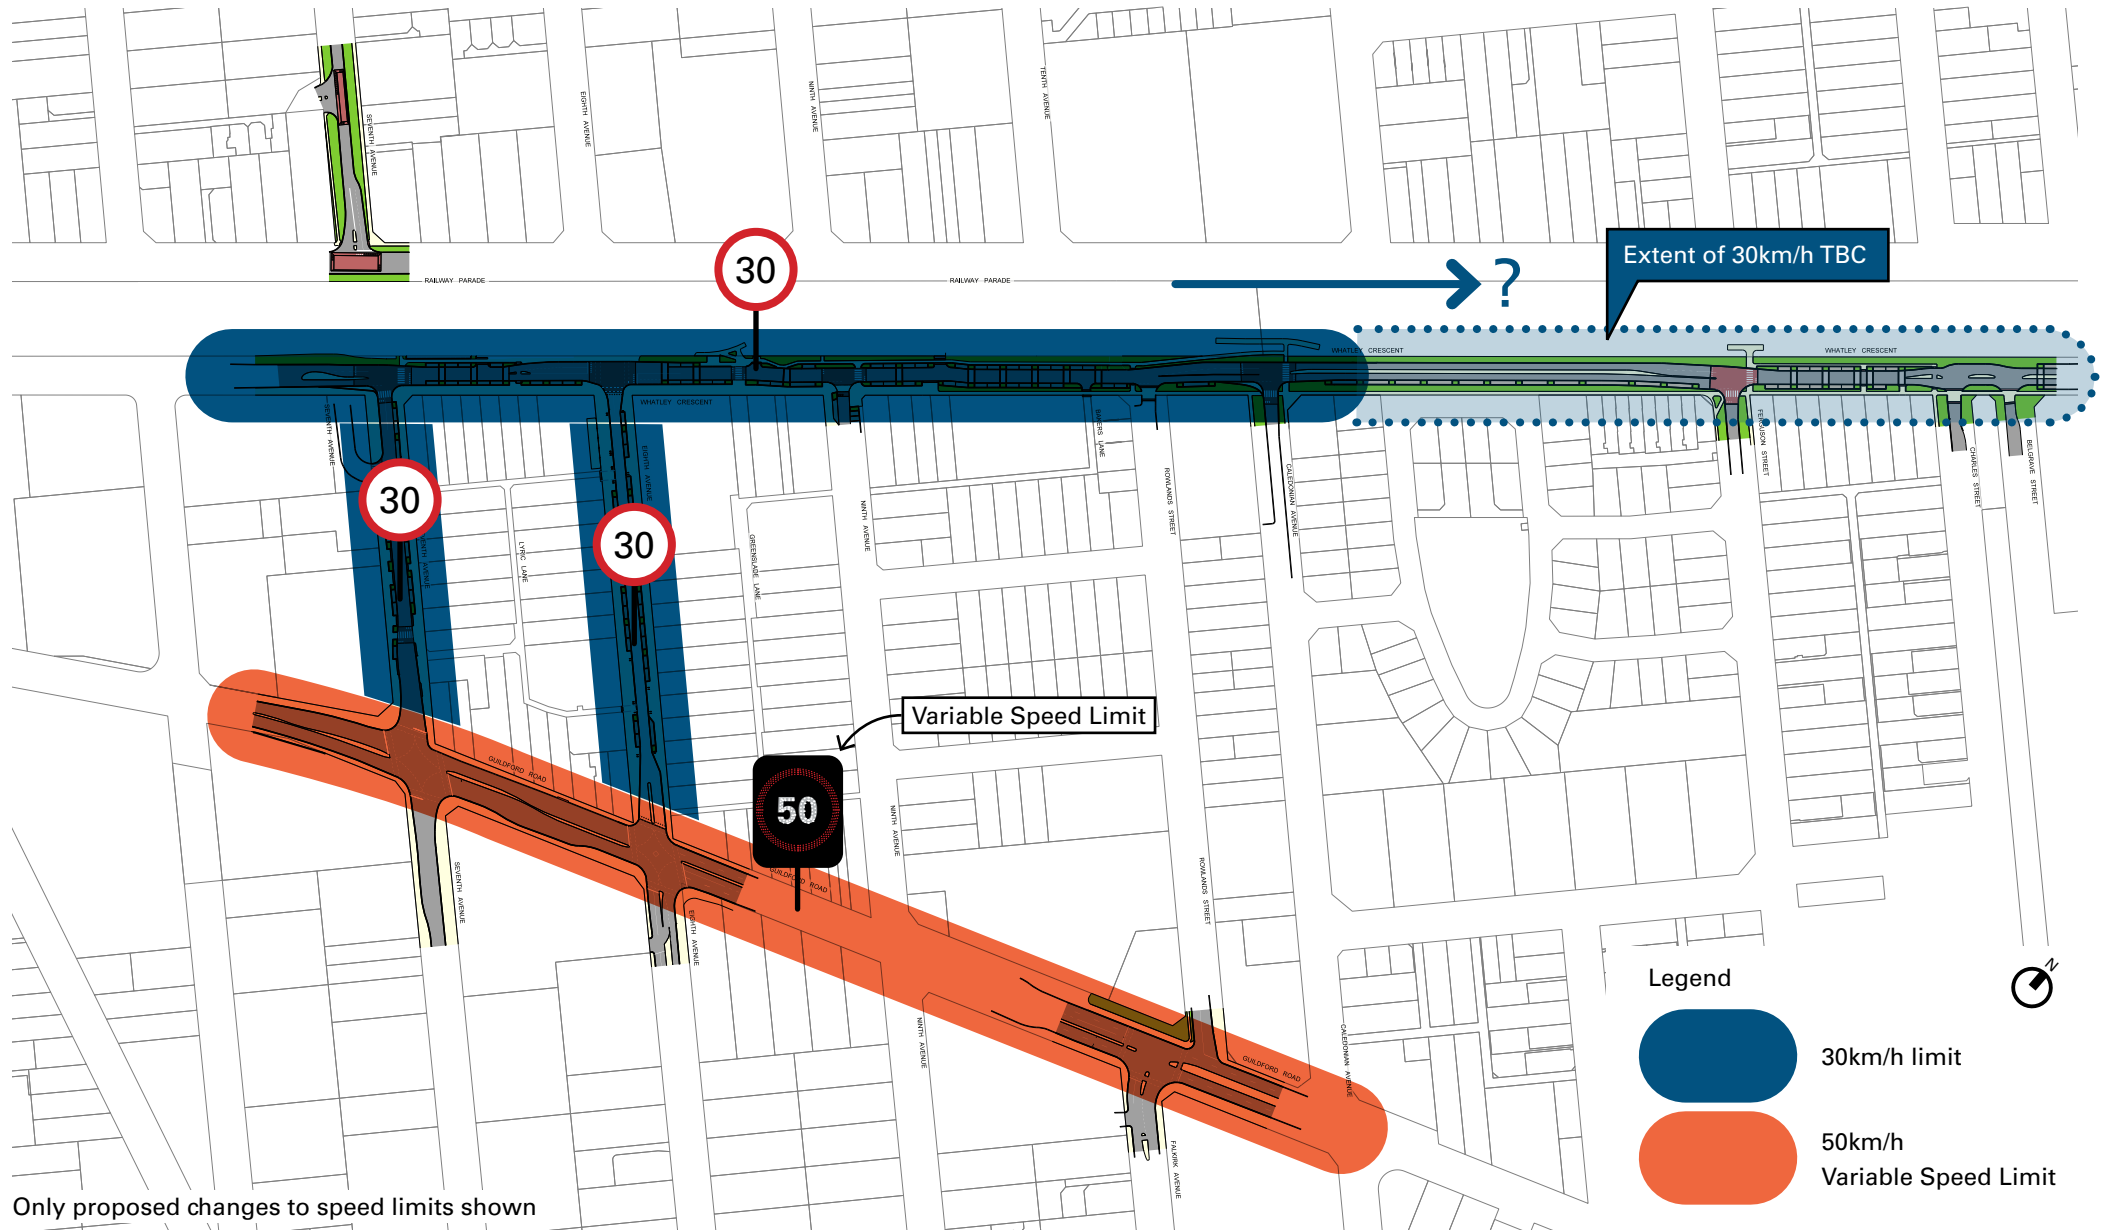 SEVENTH AVENUE
EIGHTH AVENUE
NINTH AVENUE
TENTH AVENUE
RAILWAY PARADE
RAILWAY PARADE
30
?
Extent of 30km/h TBC
WHATLEY CRESCENT
WHATLEY CRESCENT
WHATLEY CRESCENT
SEVENTH AVENUE
30
EIGHTH AVENUE
30
LYRIC LANE
GREENSLADE LANE
NINTH AVENUE
BAKERS LANE
ROWLANDS STREET
CALEDONIAN AVENUE
FERGUSON STREET
CHARLES STREET
BELGRAVE STREET
Variable Speed Limit
50
GUILDFORD ROAD
GUILDFORD ROAD
SEVENTH AVENUE
EIGHTH AVENUE
NINTH AVENUE
NINTH AVENUE
ROWLANDS STREET
GUILDFORD ROAD
CALEDONIAN AVENUE
FALKIRK AVENUE
Legend
N
30km/h limit
50km/h
Variable Speed Limit
Only proposed changes to speed limits shown